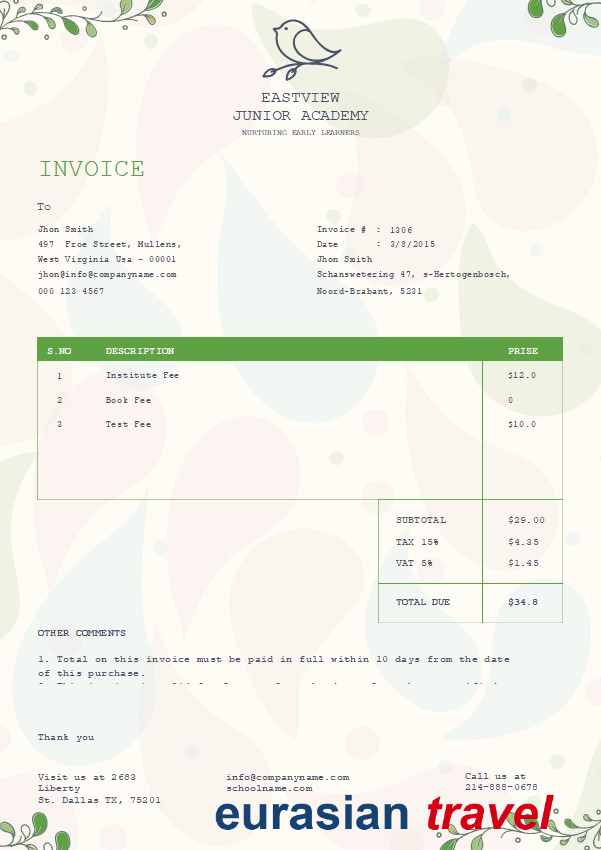 EASTVIEW
JUNIOR ACADEMY
NURTURING EARLY LEARNERS
INVOICE
To
Jhon Smith
497 Froe Street, Mullens,
West Virginia Usa - 00001
jhon@info@companyname.com
000 123 4567
Invoice # : 1306
Date : 3/8/2015
Jhon Smith
Schanswetering 47, s-Hertogenbosch,
Noord-Brabant, 5231
S.NO DESCRIPTION PRISE
1 Institute Fee $12.0
2 Book Fee 0
3 Test Fee $10.0
SUBTOTAL $29.00
TAX 15% $4.35
VAT 5% $1.45
TOTAL DUE $34.8
OTHER COMMENTS
1. Total on this invoice must be paid in full within 10 days from the date
of this purchase.
Thank you
Visit us at 2683
Liberty
St. Dallas TX, 75201
info@companyname.com
schoolname.com
Call us at
214-888-0678
eurasian travel